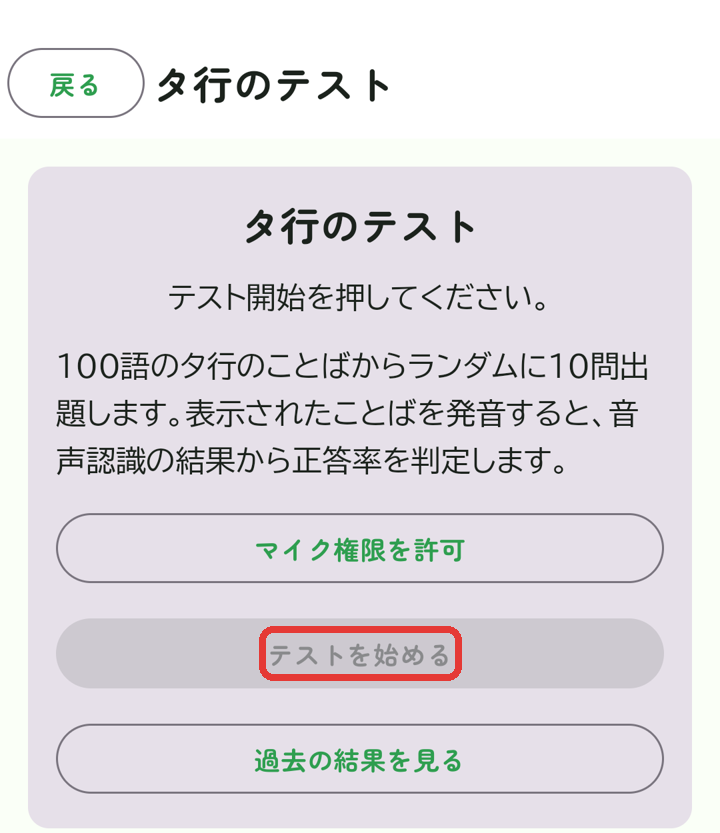 戻る タ行のテスト
タ行のテスト
テスト開始を押してください。
100語のタ行のことばからランダムに10問出
題します。表示されたことばを発音すると、音
声認識の結果から正答率を判定します。
マイク権限を許可
テストを始める
過去の結果を見る